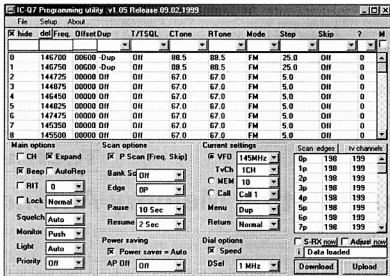 IC-Q7 Programming utility .v1.05 Release 09.02.1999
File Setup About
hide del Freq. Offset Dup T/TSQL CTone RTone Mode Step Skip ? M
0 146700 00600 -Dup Off 88.5 88.5 FM 25.0 Off 0
1 146750 00600 -Dup Off 88.5 88.5 FM 25.0 Off 0
2 144725 00000 Off Off 67.0 67.0 FM 5.0 Off 0
3 144875 00000 Off Off 67.0 67.0 FM 5.0 Off 0
4 146450 00000 Off Off 67.0 67.0 FM 5.0 Off 0
5 144825 00000 Off Off 67.0 67.0 FM 5.0 Off 0
6 147475 00000 Off Off 67.0 67.0 FM 5.0 Off 0
7 145350 00000 Off Off 67.0 67.0 FM 5.0 Off 0
8 145500 00000 Off Off 67.0 67.0 FM 5.0 Off 0
Main options
CH Expand
Beep AutoRep
RIT 0
Lock Normal
Squelch Auto
Monitor Push
Light Auto
Priority Off
Scan options
P Scan (Freq. Skip)
Bank Sc Off
Edge 0P
Pause 10 Sec
Resume 2 Sec
Power saving
Power saver = Auto
AP Off Off
Current settings
VFO 145MHz
TvCh 1CH
MEM 10
Call Call 1
Menu Dup
Return Normal
Dial options
Speed
DSel 1 MHz
Scan edges tv channels
0p 198 199
1p 198 199
2p 198 199
3p 198 199
4p 198 199
5p 198 199
6p 198 199
7p 198 199
S-RX now Adjust now
i Data loaded
Download Upload